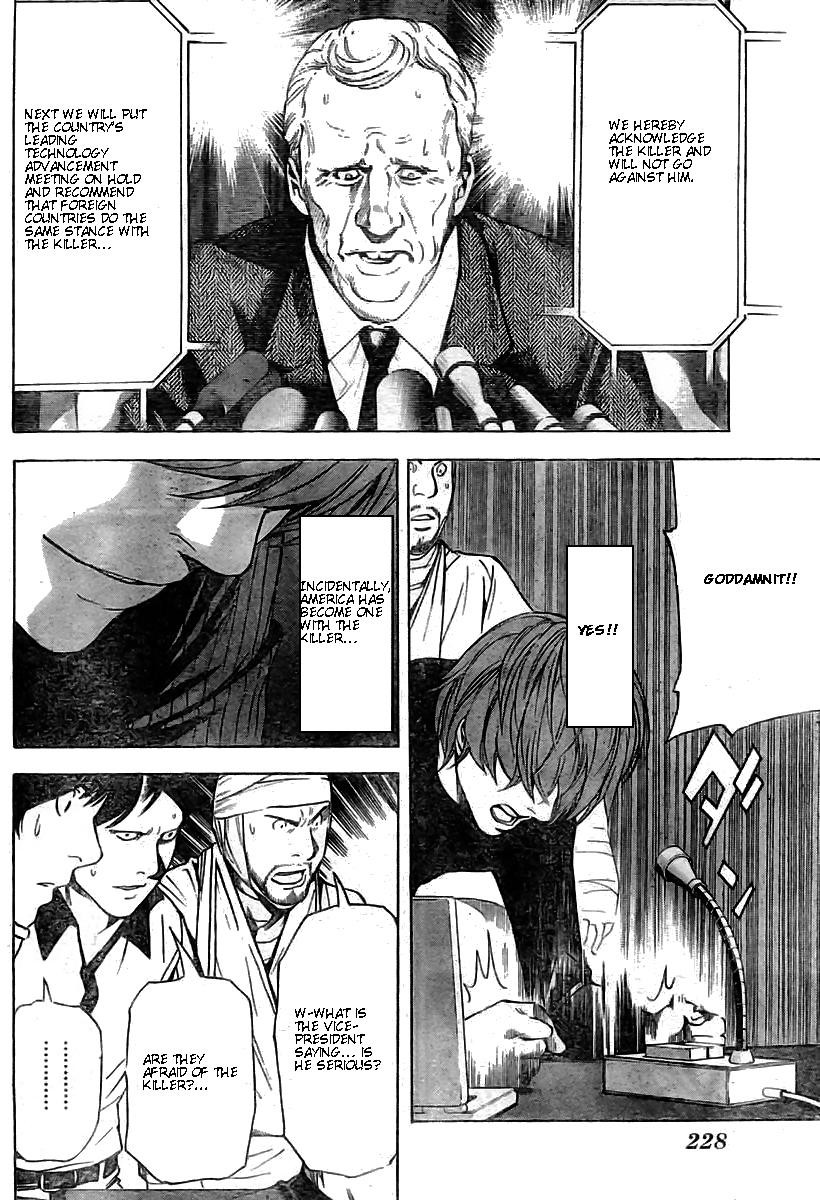 WE HEREBY
ACKNOWLEDGE
THE KILLER AND
WILL NOT GO
AGAINST HIM.
NEXT WE WILL PUT
THE COUNTRY'S
LEADING
TECHNOLOGY
ADVANCEMENT
MEETING ON HOLD
AND RECOMMEND
THAT FOREIGN
COUNTRIES DO THE
SAME STANCE WITH
THE KILLER...
GODDAMNIT!!
YES!!
ダンッ
INCIDENTALLY,
AMERICA HAS
BECOME ONE
WITH THE
KILLER...
W-WHAT IS
THE VICE-
PRESIDENT
SAYING... IS
HE SERIOUS?
ARE THEY
AFRAID OF THE
KILLER?...
.........
228